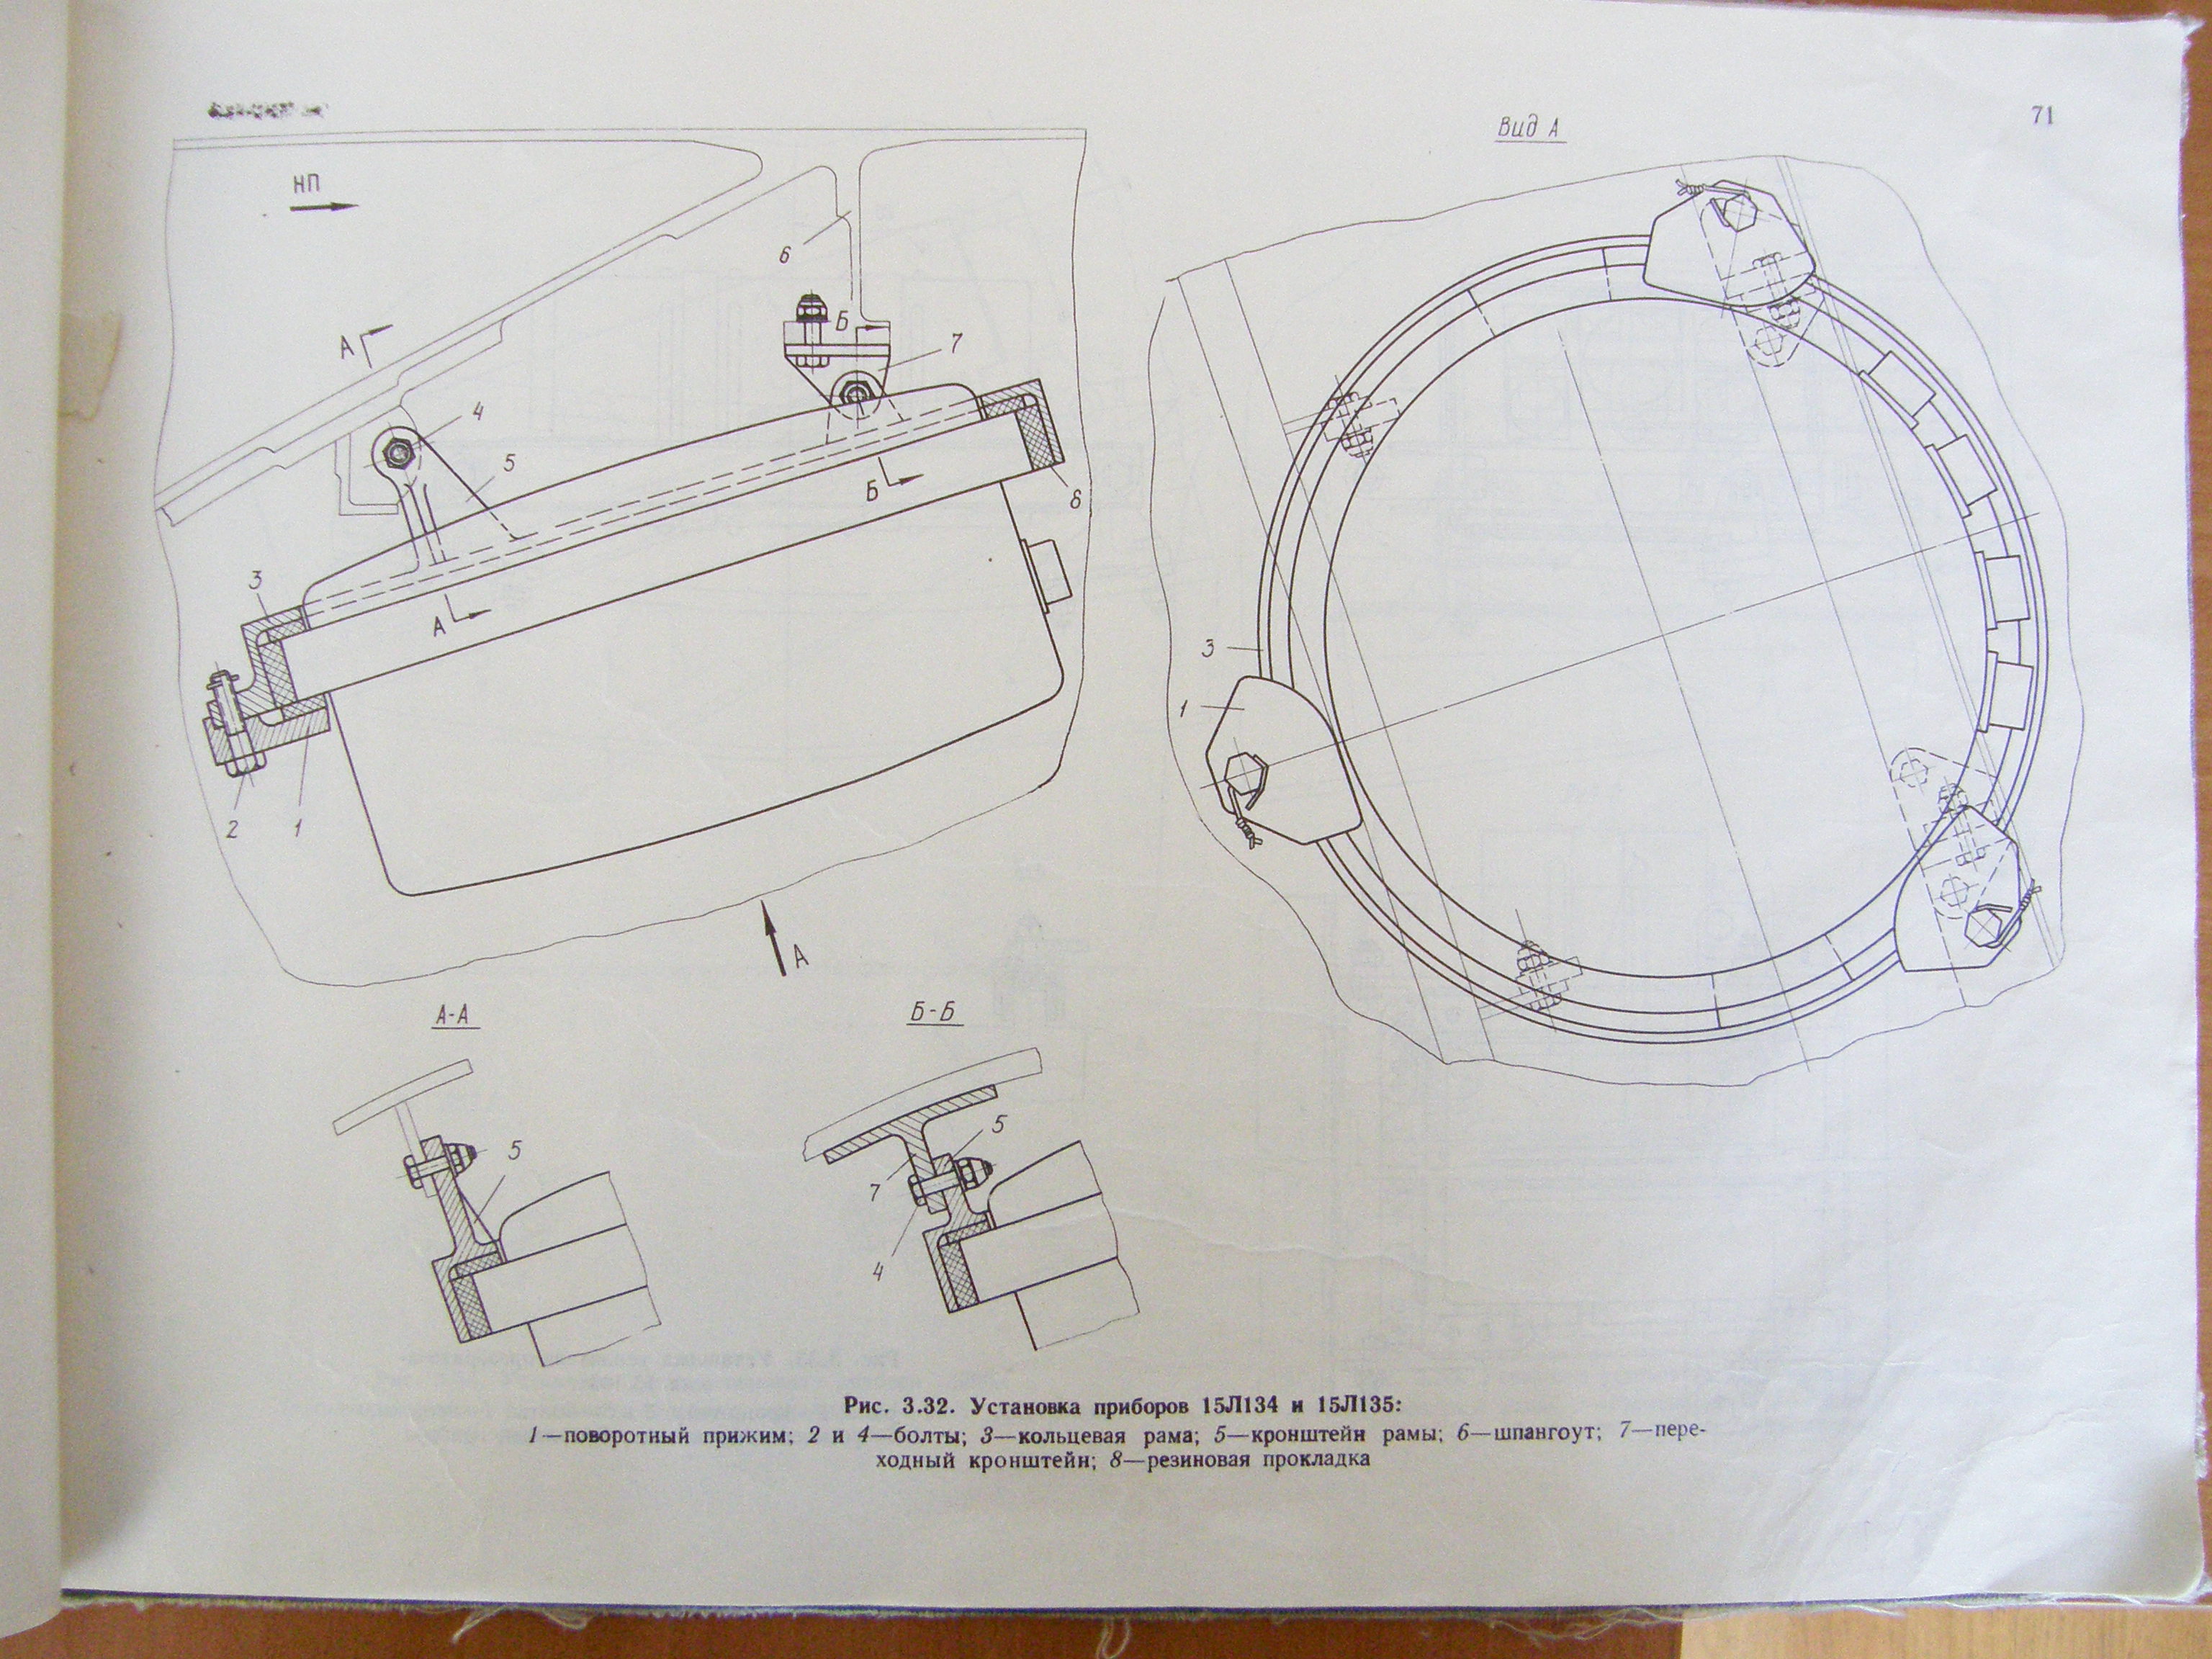 71
Вид А
НП
6
А
Б
7
4
5
Б
8
3
А
2
1
А
3
1
А-А
Б-Б
5
5
7
4
Рис. 3.32. Установка приборов 15Л134 и 15Л135:
1—поворотный прижим; 2 и 4—болты; 3—кольцевая рама; 5—кронштейн рамы; 6—шпангоут; 7—пере-
ходный кронштейн; 8—резиновая прокладка